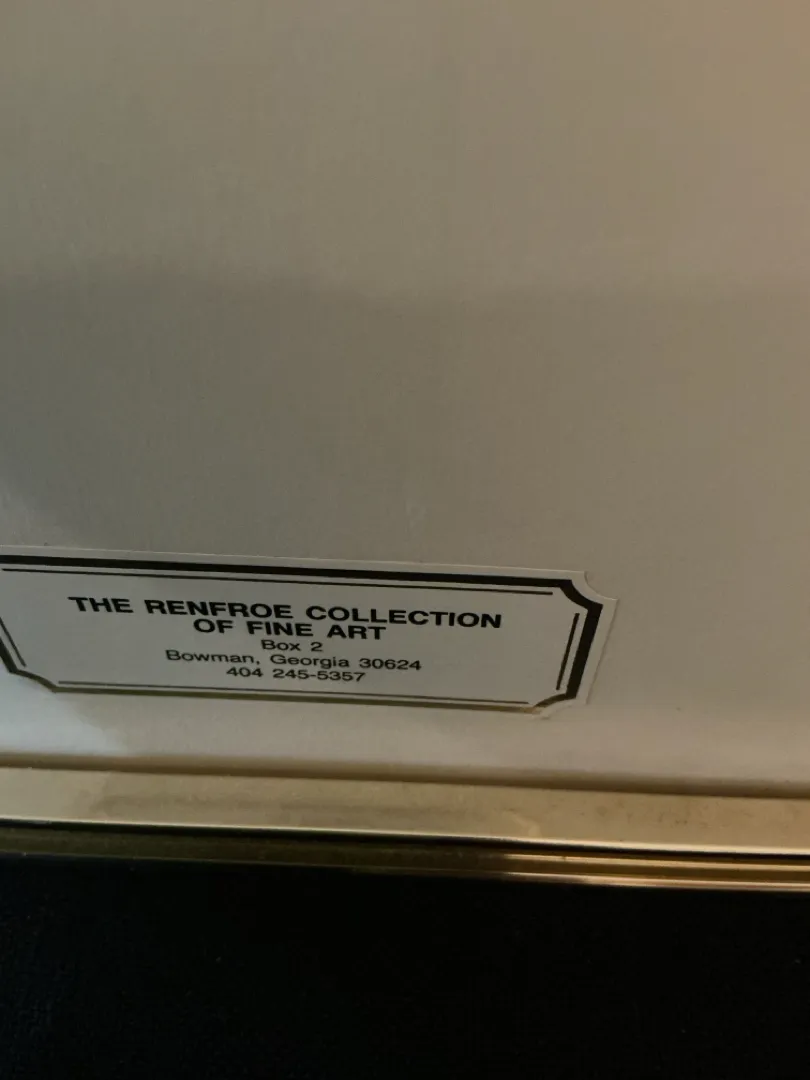 THE RENFROE COLLECTION
OF FINE ART
Box 2
Bowman, Georgia 30624
404 245-5357